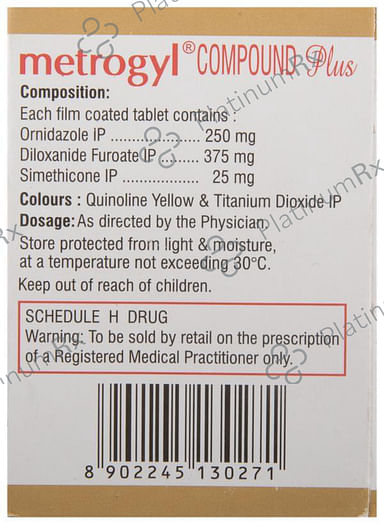 metrogyl® COMPOUND Plus
Composition:
Each film coated tablet contains :
Ornidazole IP ..................... 250 mg
Diloxanide Furoate IP ......... 375 mg
Simethicone IP .................. 25 mg
Colours : Quinoline Yellow & Titanium Dioxide IP
Dosage: As directed by the Physician.
Store protected from light & moisture,
at a temperature not exceeding 30°C.
Keep out of reach of children.
SCHEDULE H DRUG
Warning: To be sold by retail on the prescription
of a Registered Medical Practitioner only.
8 902245 130271
PlatinumRx